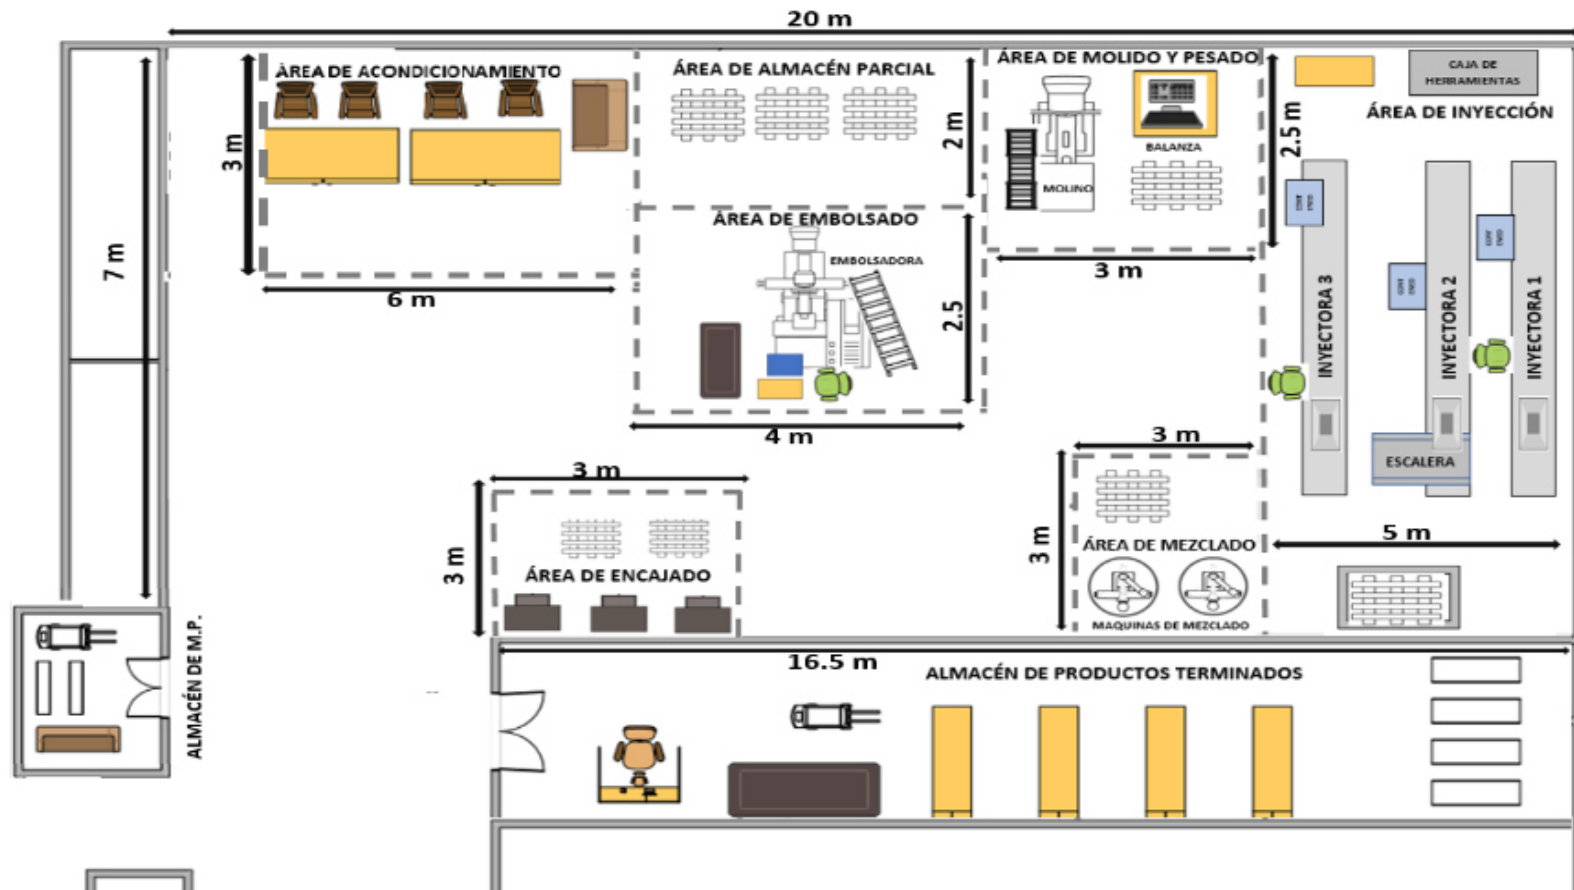 20 m
ÁREA DE ACONDICIONAMIENTO
3 m
6 m
7 m
ÁREA DE ALMACÉN PARCIAL
2 m
ÁREA DE EMBOLSADO
EMBOLSADORA
2.5
4 m
ÁREA DE MOLIDO Y PESADO
BALANZA
MOLINO
3 m
2.5 m
CAJA DE
HERRAMIENTAS
ÁREA DE INYECCIÓN
INYECTORA 3
INYECTORA 2
INYECTORA 1
ESCALERA
5 m
3 m
3 m
ÁREA DE ENCAJADO
3 m
3 m
ÁREA DE MEZCLADO
MAQUINAS DE MEZCLADO
ALMACÉN DE M.P.
16.5 m
ALMACÉN DE PRODUCTOS TERMINADOS